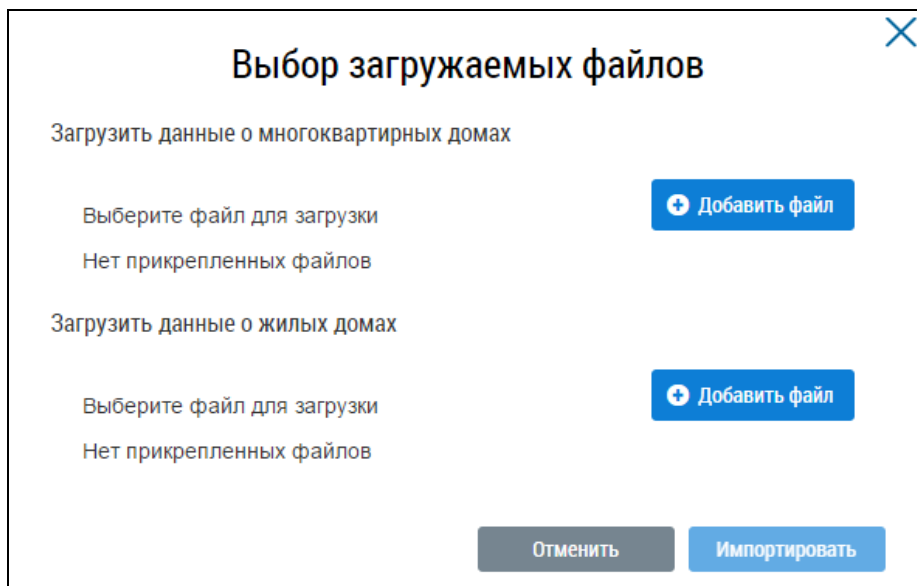 Выбор загружаемых файлов
Загрузить данные о многоквартирных домах
Выберите файл для загрузки
Добавить файл
Нет прикрепленных файлов
Загрузить данные о жилых домах
Выберите файл для загрузки
Добавить файл
Нет прикрепленных файлов
Отменить
Импортировать